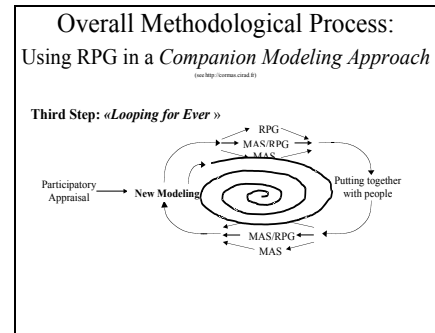 Overall Methodological Process:
Using RPG in a Companion Modeling Approach
(see http://cormas.cirad.fr)
Third Step: «Looping for Ever »
RPG
MAS/RPG
MAS
Participatory
Appraisal
New Modeling
Putting together
with people
MAS/RPG
MAS